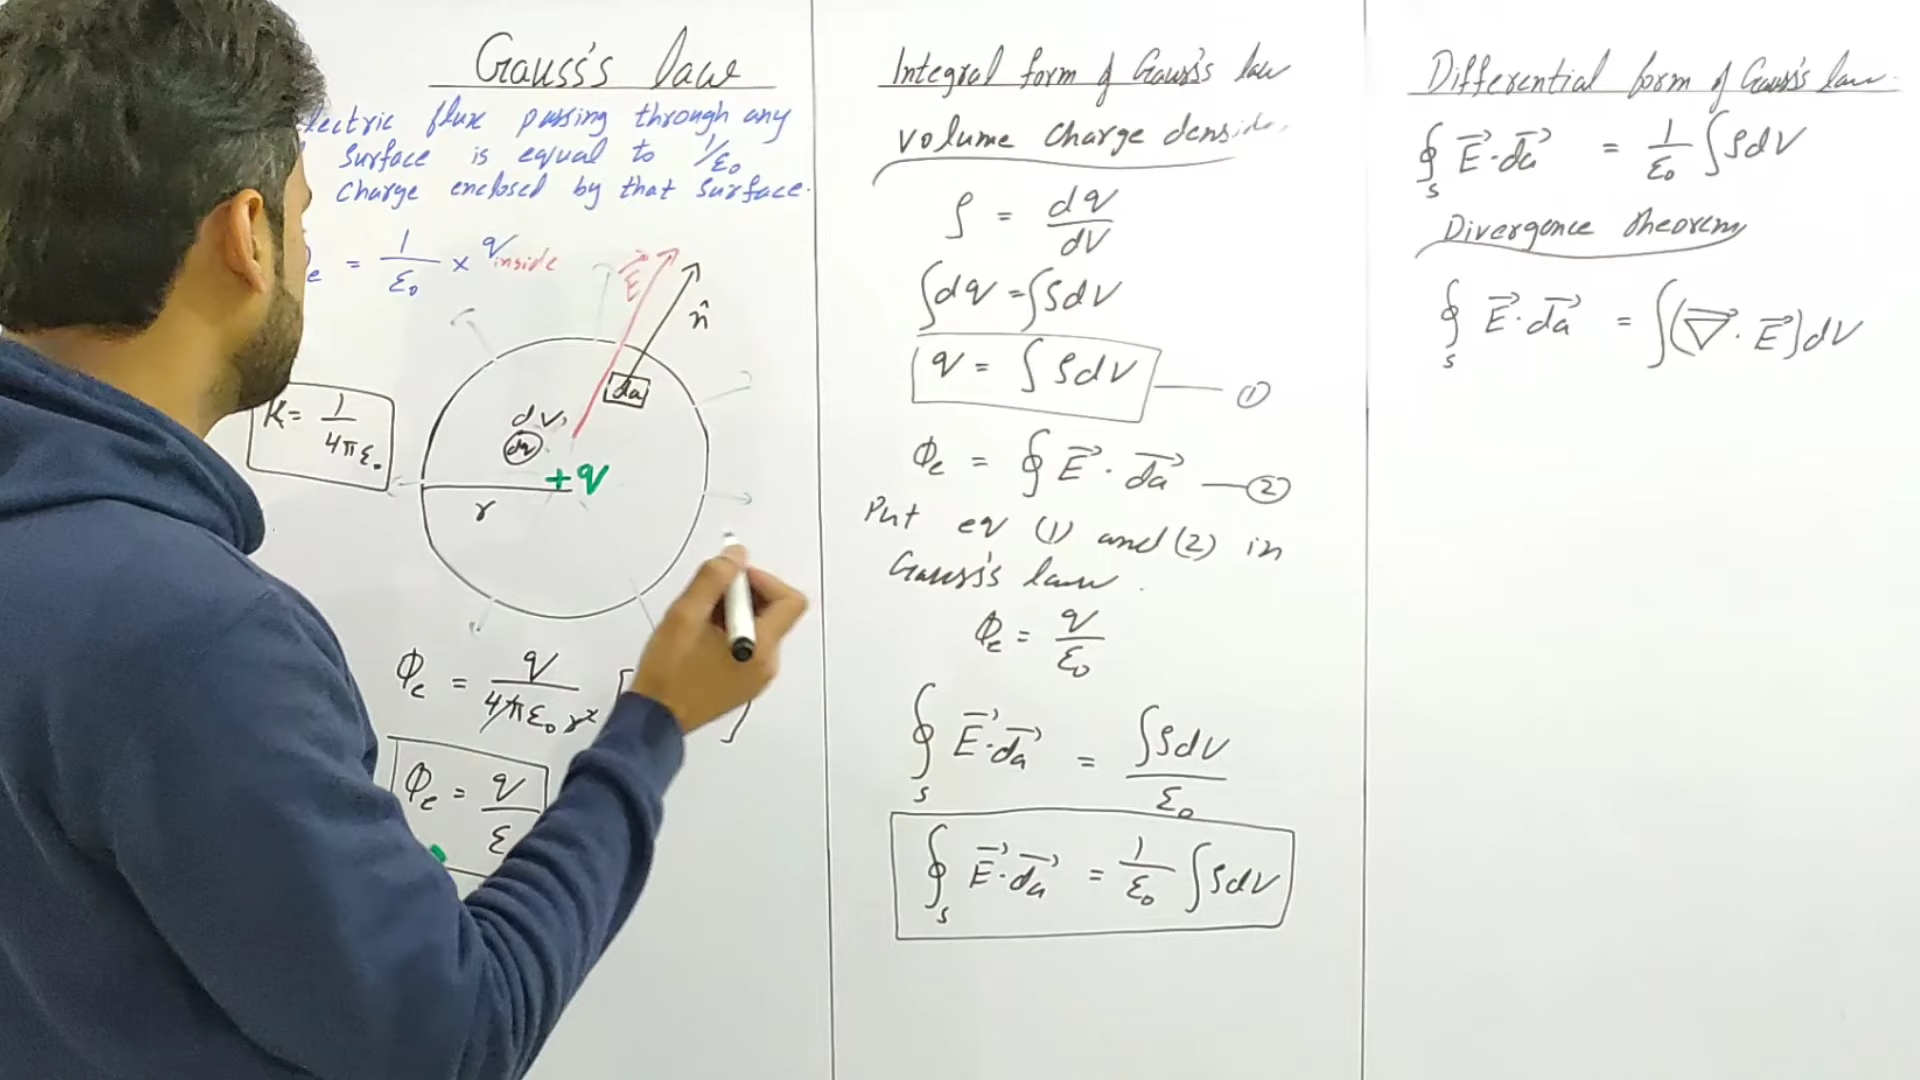 Gauss's law
lectric flux passing through any
surface is equal to 1/ε₀
charge enclosed by that surface.
e = 1/ε₀ × q inside
E⃗
n̂
da
dV,
dq
+q
r
K = 1/4πε₀
ϕe = q/4πε₀r² [ ]
ϕe = q/ε
Integral form of Gauss's law
volume charge
ρ = dq/dV
∫dq = ∫ρdV
q = ∫ρdV — ①
ϕe = ∮ E⃗ · da⃗ — ②
Put eq (1) and (2) in
Gauss's law.
ϕe = q/ε₀
∮s E⃗ · da⃗ = ∫ρdV/ε₀
∮s E⃗ · da⃗ = 1/ε₀ ∫ρdV
Differential form of Gauss's law.
∮s E⃗ · da⃗ = 1/ε₀ ∫ρdV
Divergence theorem
∮s E⃗ · da⃗ = ∫(∇⃗ · E⃗)dV